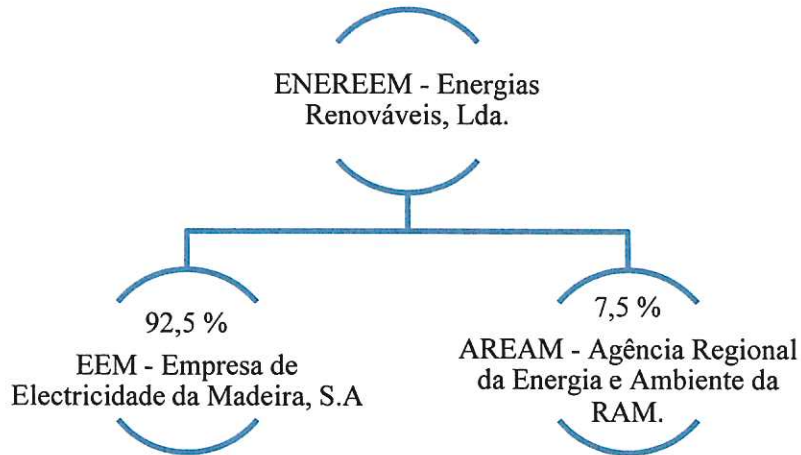 ENEREEM - Energias
Renováveis, Lda.
92,5 %
EEM - Empresa de
Electricidade da Madeira, S.A
7,5 %
AREAM - Agência Regional
da Energia e Ambiente da
RAM.